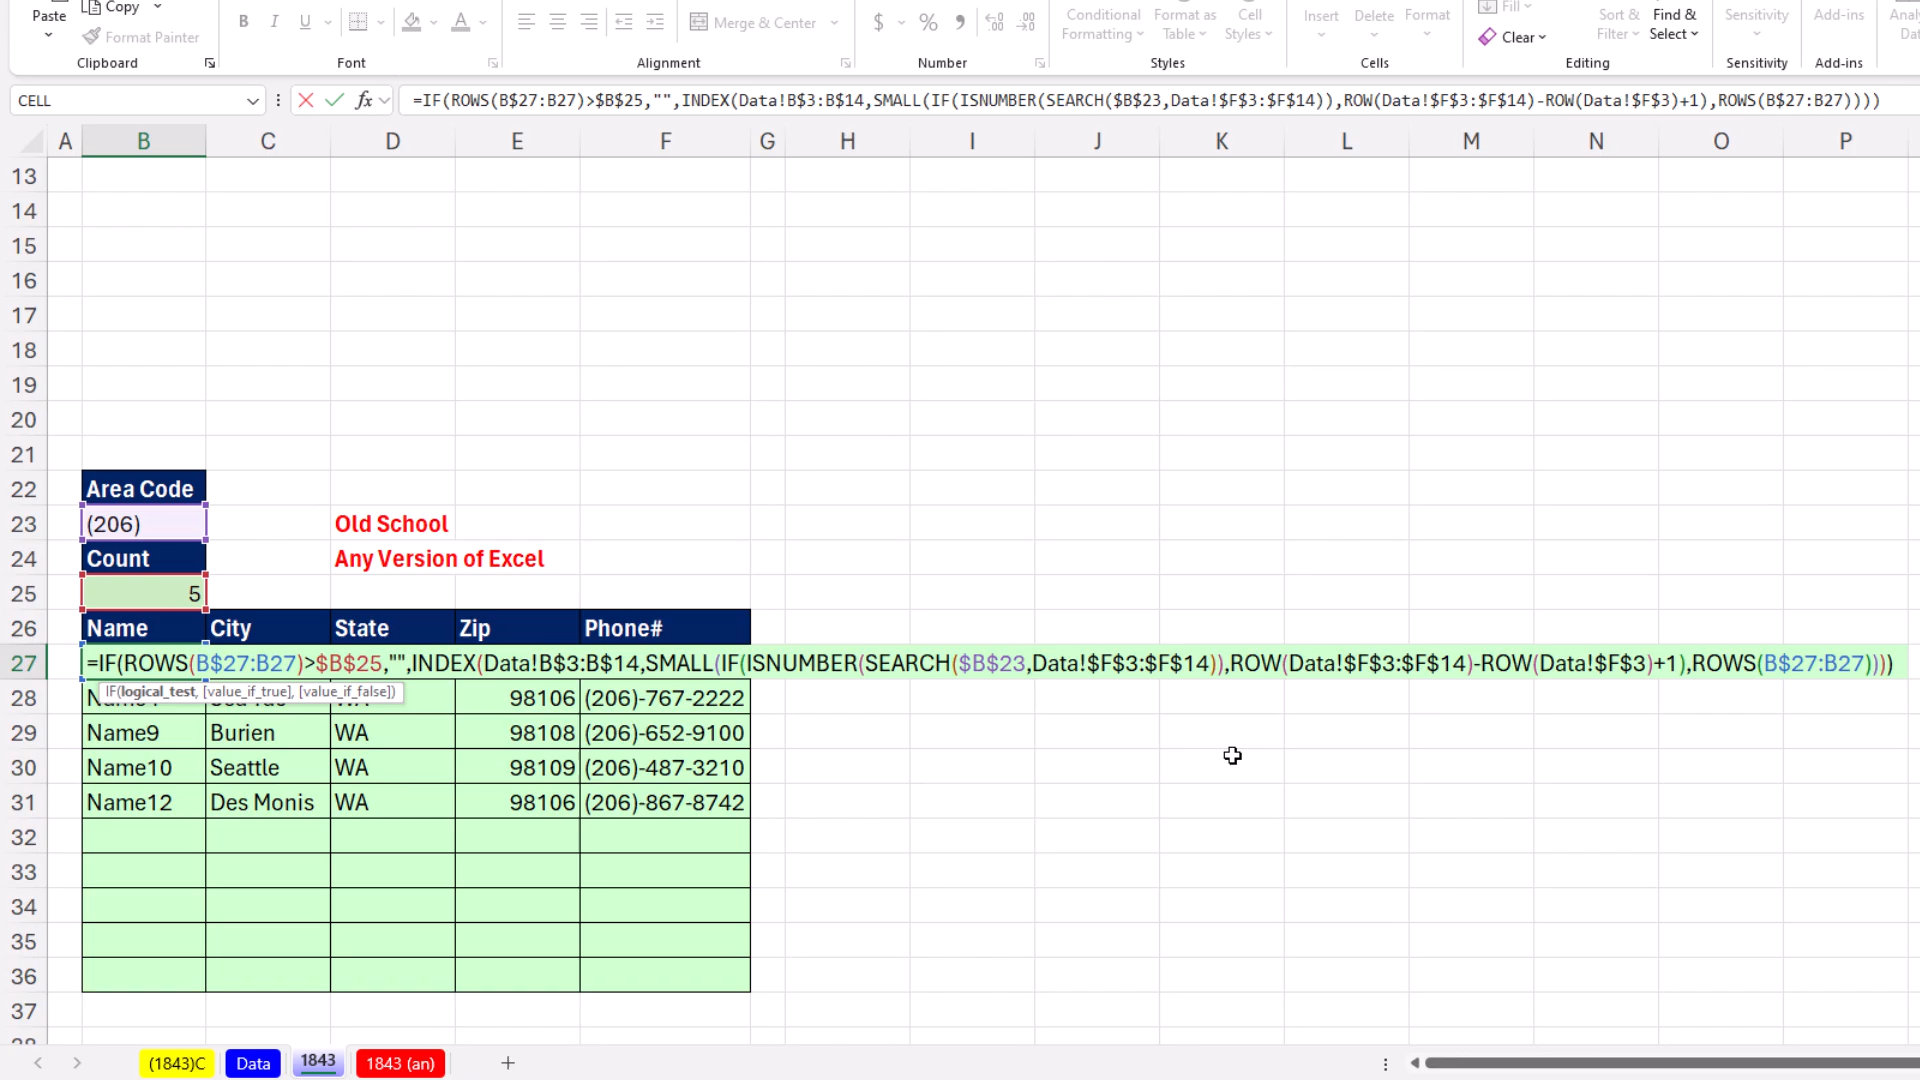 Paste Copy
Format Painter
Clipboard
B I U A
Font
Merge & Center
Alignment
$ % 9
Number
Conditional Formatting Format as Table Cell Styles
Styles
Insert Delete Format
Cells
Fill
Clear
Sort & Filter Find & Select
Editing
Sensitivity
Sensitivity
Add-ins
Add-ins
CELL fx =IF(ROWS(B$27:B27)>$B$25,"",INDEX(Data!B$3:B$14,SMALL(IF(ISNUMBER(SEARCH($B$23,Data!$F$3:$F$14)),ROW(Data!$F$3:$F$14)-ROW(Data!$F$3)+1),ROWS(B$27:B27))))
A B C D E F G H I J K L M N O P
13
14
15
16
17
18
19
20
21
22 Area Code
23 (206) Old School
24 Count Any Version of Excel
25 5
26 Name City State Zip Phone#
27 =IF(ROWS(B$27:B27)>$B$25,"",INDEX(Data!B$3:B$14,SMALL(IF(ISNUMBER(SEARCH($B$23,Data!$F$3:$F$14)),ROW(Data!$F$3:$F$14)-ROW(Data!$F$3)+1),ROWS(B$27:B27))))
IF(logical_test, [value_if_true], [value_if_false])
28 98106 (206)-767-2222
29 Name9 Burien WA 98108 (206)-652-9100
30 Name10 Seattle WA 98109 (206)-487-3210
31 Name12 Des Monis WA 98106 (206)-867-8742
32
33
34
35
36
37
(1843)C Data 1843 1843 (an)